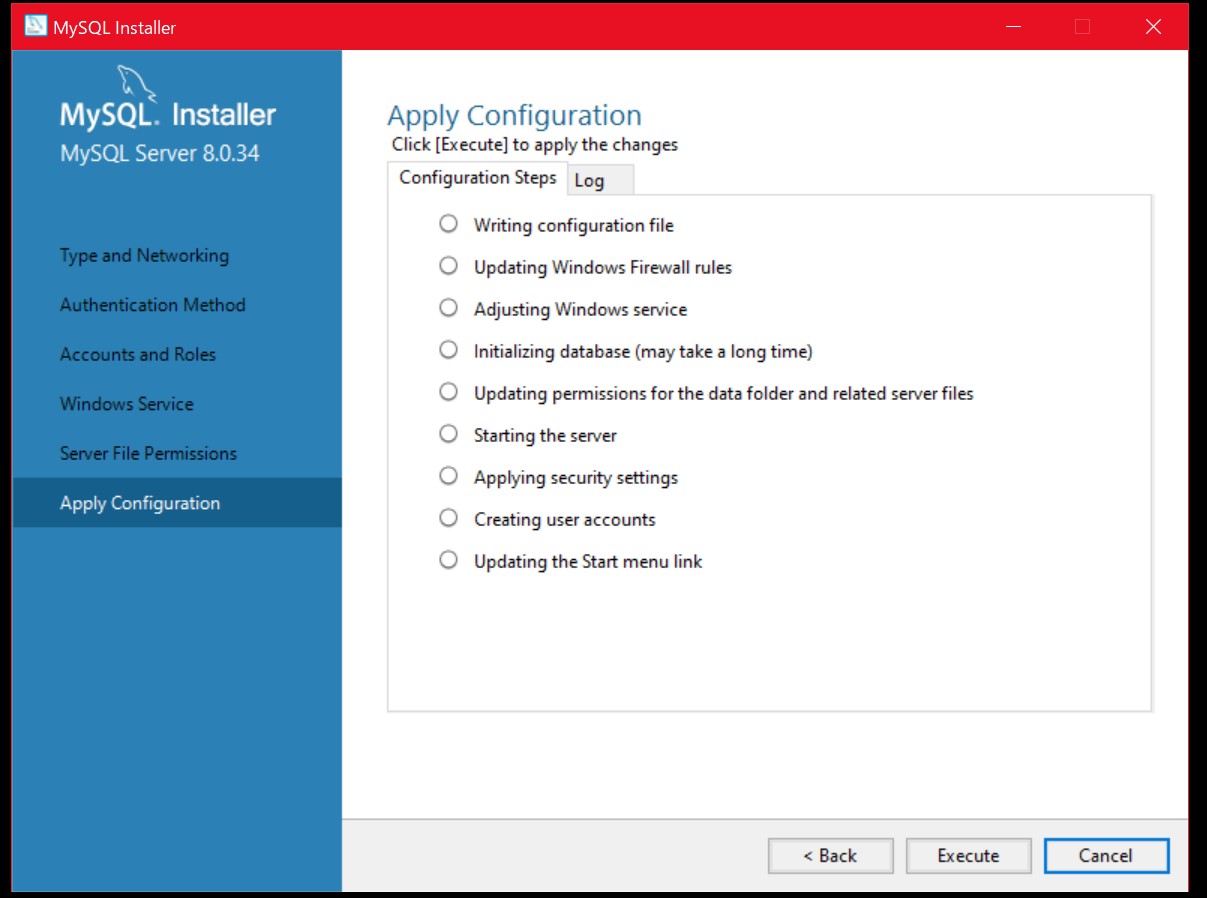 MySQL Installer
MySQL. Installer
MySQL Server 8.0.34
Type and Networking
Authentication Method
Accounts and Roles
Windows Service
Server File Permissions
Apply Configuration
Apply Configuration
Click [Execute] to apply the changes
Configuration Steps
Log
Writing configuration file
Updating Windows Firewall rules
Adjusting Windows service
Initializing database (may take a long time)
Updating permissions for the data folder and related server files
Starting the server
Applying security settings
Creating user accounts
Updating the Start menu link
< Back
Execute
Cancel